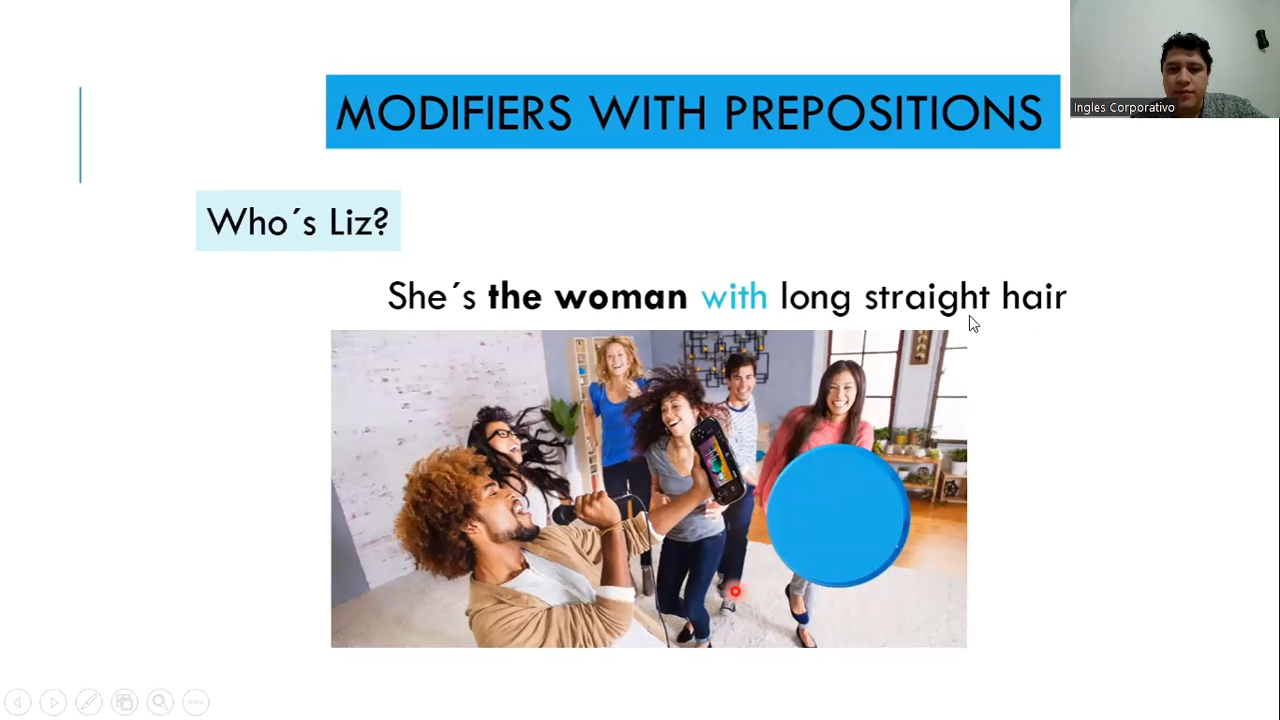 MODIFIERS WITH PREPOSITIONS
Ingles Corporativo
Who´s Liz?
She´s the woman with long straight hair